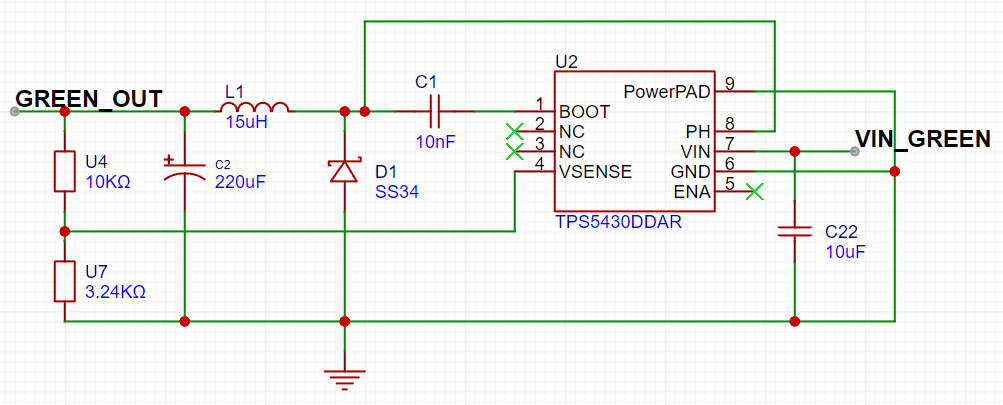 GREEN_OUT
L1
15uH
C1
10nF
U2
1
BOOT
2
NC
3
NC
4
VSENSE
PowerPAD
9
PH
8
VIN
7
GND
6
ENA
5
TPS5430DDAR
VIN_GREEN
U4
10KΩ
C2
220uF
D1
SS34
C22
10uF
U7
3.24KΩ